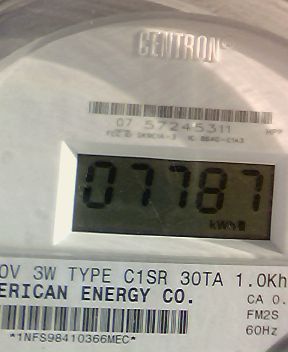 CENTRON®
07 57245311
07787
kWh
0V 3W TYPE C1SR 30TA 1.0Kh
ERICAN ENERGY CO.
CA 0.
FM2S
*1NFS98410366MEC*
60Hz